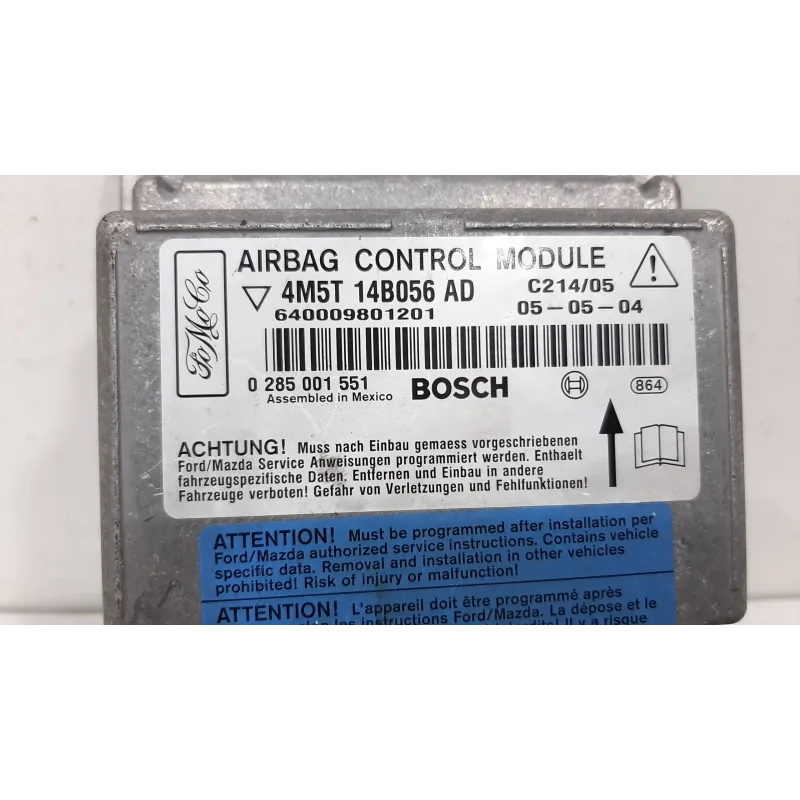 FoMoCo
AIRBAG CONTROL MODULE
4M5T 14B056 AD
C214/05
640009801201
05-05-04
0 285 001 551
BOSCH
864
Assembled in Mexico
ACHTUNG! Muss nach Einbau gemaess vorgeschriebenen
Ford/Mazda Service Anweisungen programmiert werden. Enthaelt
fahrzeugspezifische Daten. Entfernen und Einbau in andere
Fahrzeuge verboten! Gefahr von Verletzungen und Fehlfunktionen!
ATTENTION! Must be programmed after installation per
Ford/Mazda authorized service instructions. Contains vehicle
specific data. Removal and installation in other vehicles
prohibited! Risk of injury or malfunction!
ATTENTION! L'appareil doit être programmé après
les instructions Ford/Mazda. La dépose et le
Il y a risque